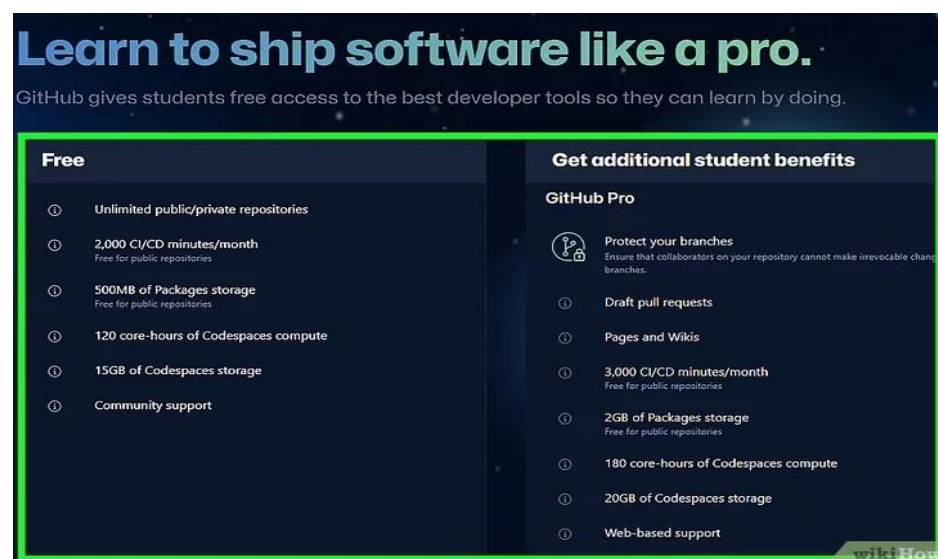 Learn to ship software like a pro.
GitHub gives students free access to the best developer tools so they can learn by doing.
Free
Unlimited public/private repositories
2,000 CI/CD minutes/month
Free for public repositories
500MB of Packages storage
Free for public repositories
120 core-hours of Codespaces compute
15GB of Codespaces storage
Community support
Get additional student benefits
GitHub Pro
Protect your branches
Ensure that collaborators on your repository cannot make irrevocable chang
branches.
Draft pull requests
Pages and Wikis
3,000 CI/CD minutes/month
Free for public repositories
2GB of Packages storage
Free for public repositories
180 core-hours of Codespaces compute
20GB of Codespaces storage
Web-based support
wikiHow